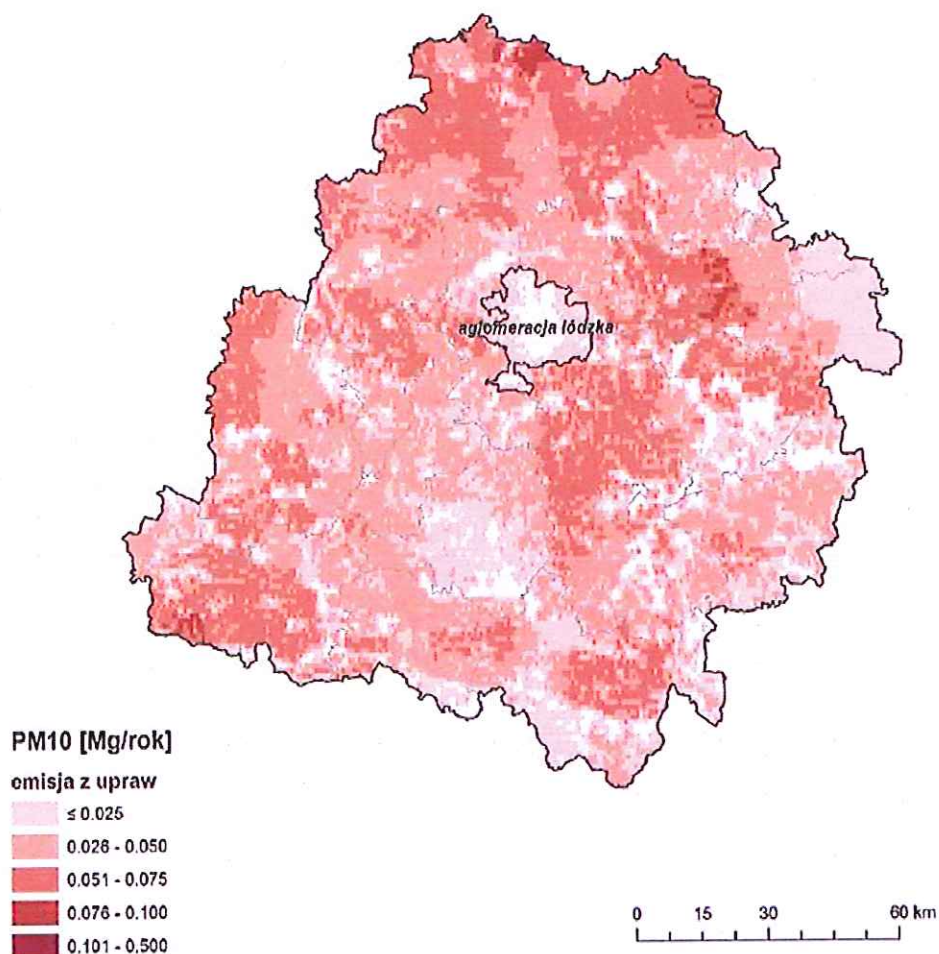 aglomeracja łódzka
PM10 [Mg/rok]
emisja z upraw
≤ 0.025
0.026 - 0.050
0.051 - 0.075
0.076 - 0.100
0.101 - 0.500
0 15 30 60 km